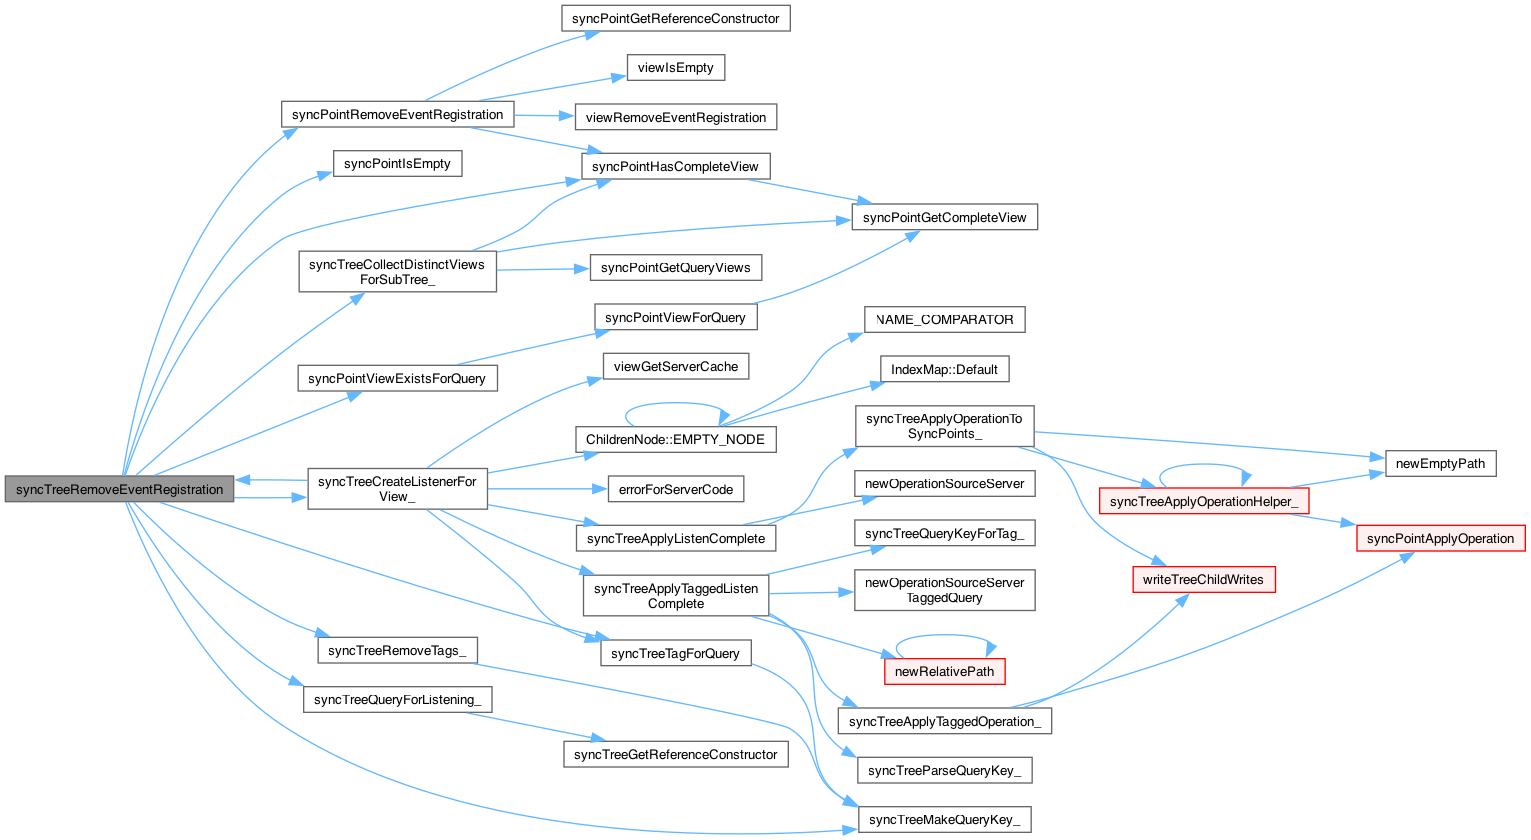 syncPointGetReferenceConstructor
viewIsEmpty
syncPointRemoveEventRegistration
viewRemoveEventRegistration
syncPointIsEmpty
syncPointHasCompleteView
syncPointGetCompleteView
syncTreeCollectDistinctViews
ForSubTree_
syncPointGetQueryViews
syncPointViewForQuery
NAME_COMPARATOR
syncPointViewExistsForQuery
viewGetServerCache
IndexMap::Default
ChildrenNode::EMPTY_NODE
syncTreeApplyOperationTo
SyncPoints_
newEmptyPath
syncTreeRemoveEventRegistration
syncTreeCreateListenerFor
View_
errorForServerCode
newOperationSourceServer
syncTreeApplyOperationHelper_
syncTreeApplyListenComplete
syncTreeQueryKeyForTag_
syncPointApplyOperation
syncTreeApplyTaggedListen
Complete
newOperationSourceServer
TaggedQuery
writeTreeChildWrites
syncTreeRemoveTags_
syncTreeTagForQuery
newRelativePath
syncTreeQueryForListening_
syncTreeApplyTaggedOperation_
syncTreeGetReferenceConstructor
syncTreeParseQueryKey_
syncTreeMakeQueryKey_